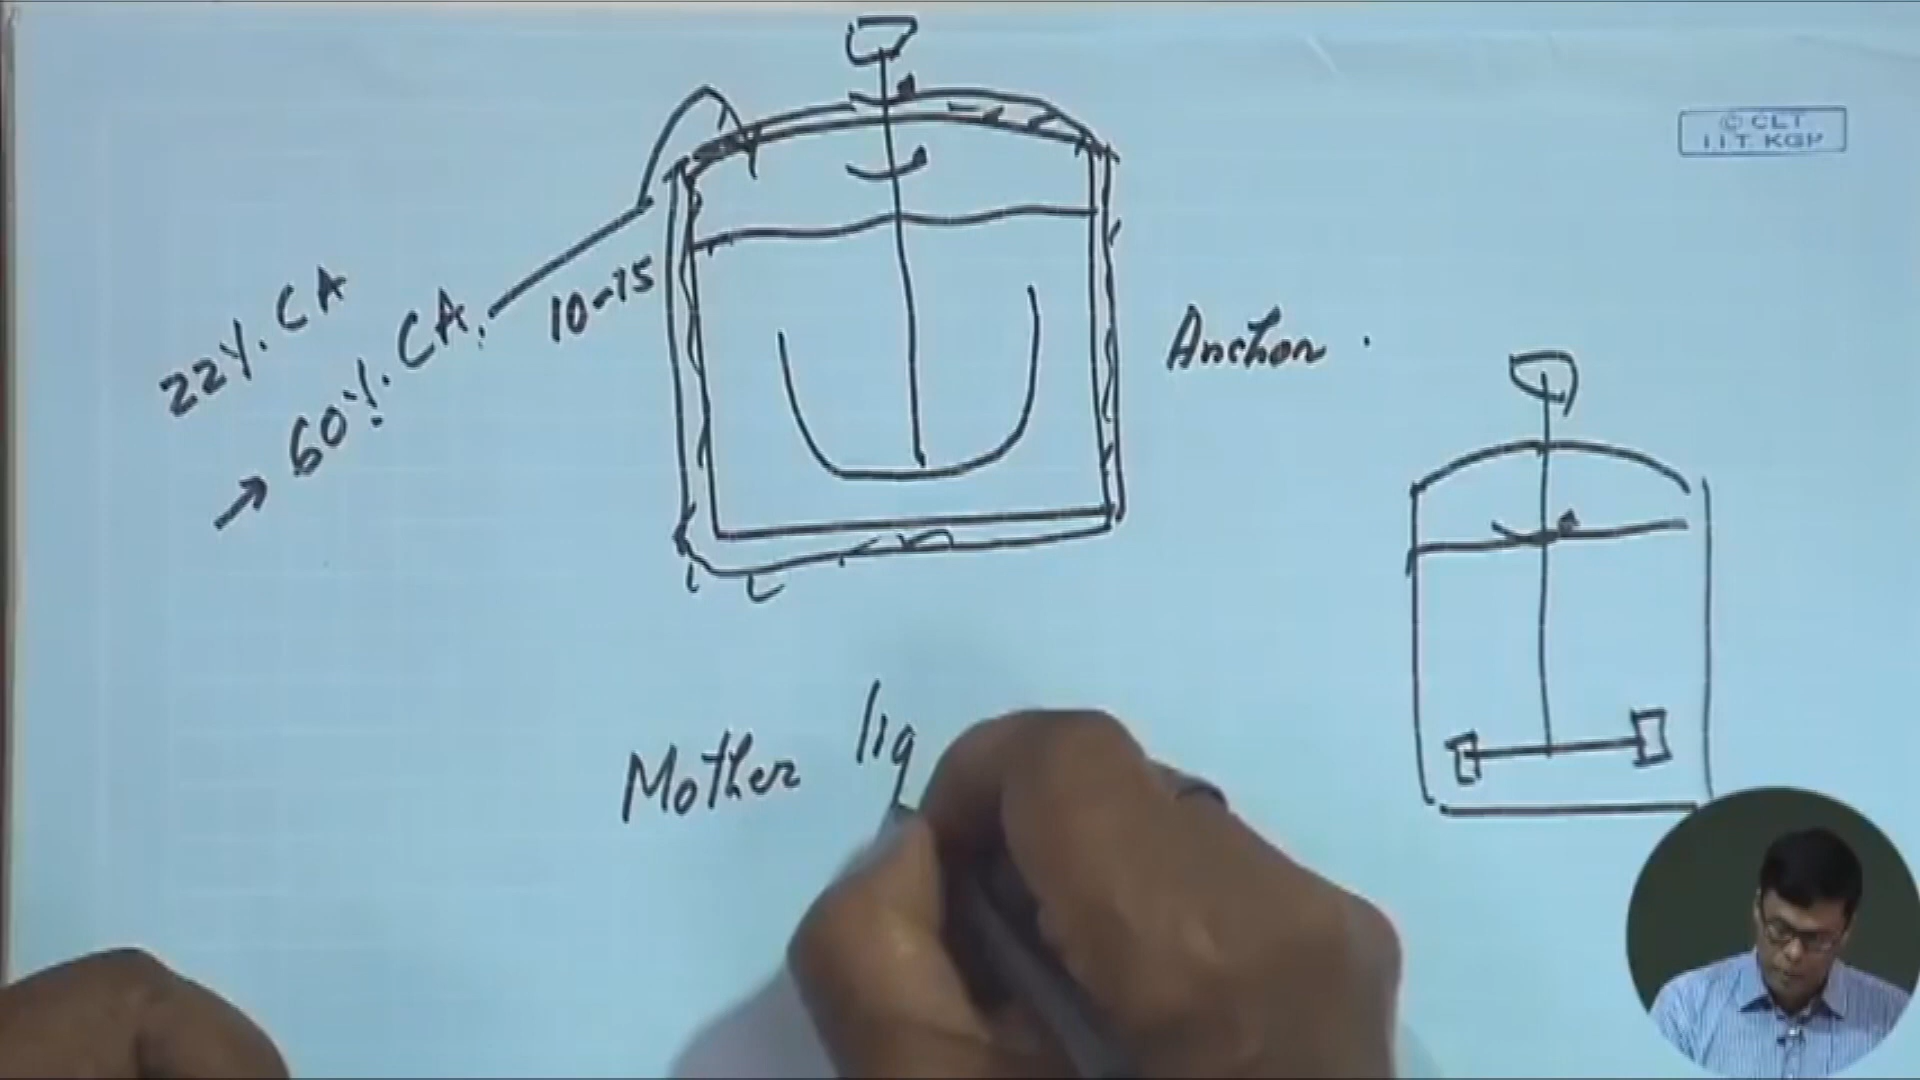 © CLT
I.I.T. KGP
22%. CA
→ 60%. CA.
10-15
Anchor.
Mother liq